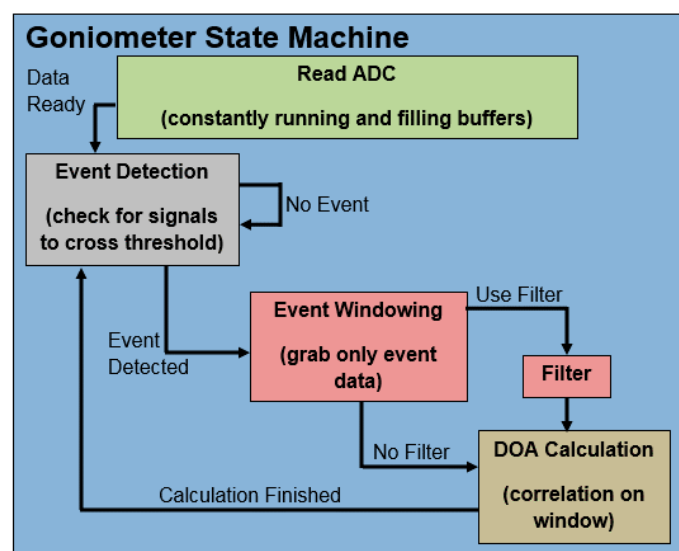 Goniometer State Machine
Read ADC
(constantly running and filling buffers)
Data
Ready
Event Detection
(check for signals
to cross threshold)
No Event
Event
Detected
Event Windowing
(grab only event
data)
Use Filter
Filter
No Filter
DOA Calculation
(correlation on
window)
Calculation Finished